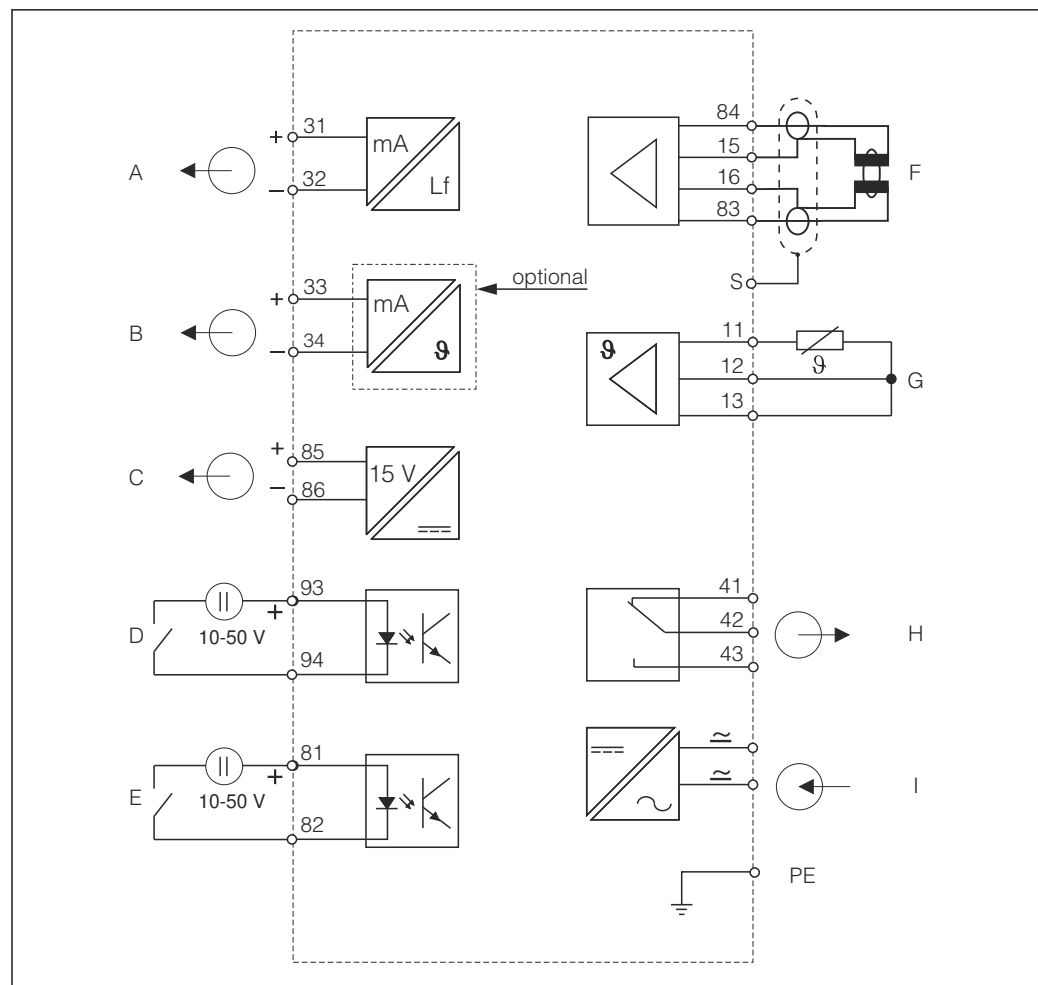 A
+
31
−
32
mA
Lf
B
+
33
−
34
mA
ϑ
optional
C
+
85
−
86
15 V
D
10-50 V
+
93
94
E
10-50 V
+
81
82
84
15
16
83
F
S
ϑ
11
12
13
ϑ
G
41
42
43
H
≃
≃
I
PE